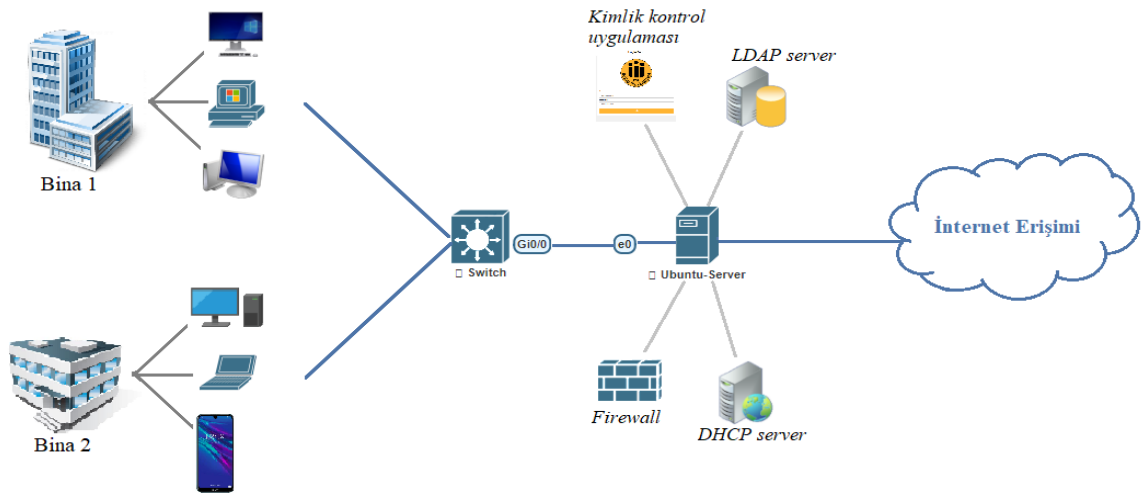 Kimlik kontrol
uygulaması
LDAP server
Bina 1
İnternet Erişimi
Gi0/0
e0
Switch
Ubuntu-Server
Bina 2
Firewall
DHCP server